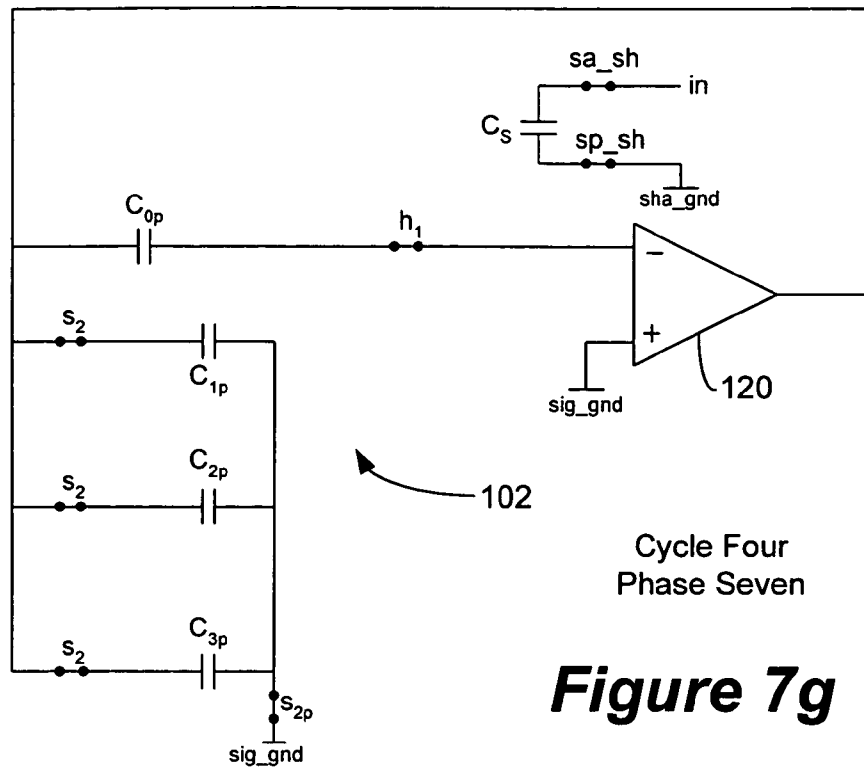 sa_sh
in
C_S
sp_sh
sha_gnd
C_0p
h_1
−
s_2
C_1p
+
sig_gnd
120
C_2p
s_2
102
Cycle Four
Phase Seven
C_3p
s_2
s_2p
sig_gnd
Figure 7g